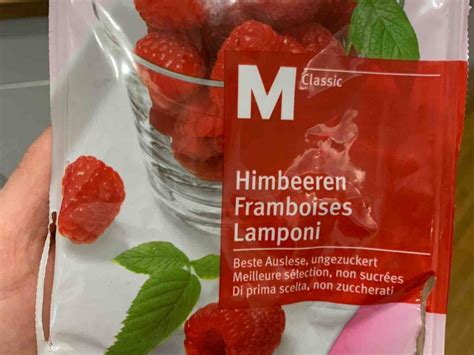 M Classic
Himbeeren
Framboises
Lamponi
Beste Auslese, ungezuckert
Meilleure sélection, non sucrées
Di prima scelta, non zuccherati